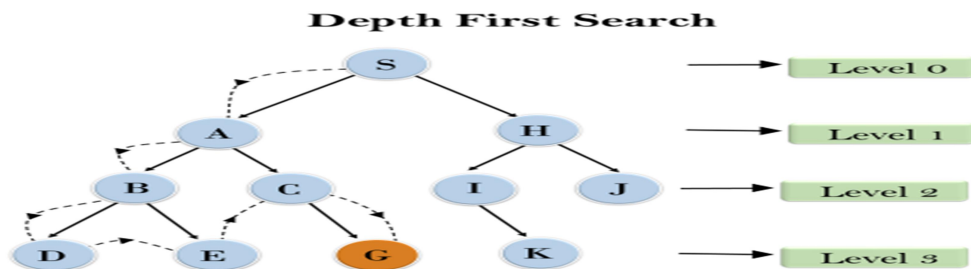 Depth First Search
S
Level 0
A
H
Level 1
B
C
I
J
Level 2
D
E
G
K
Level 3